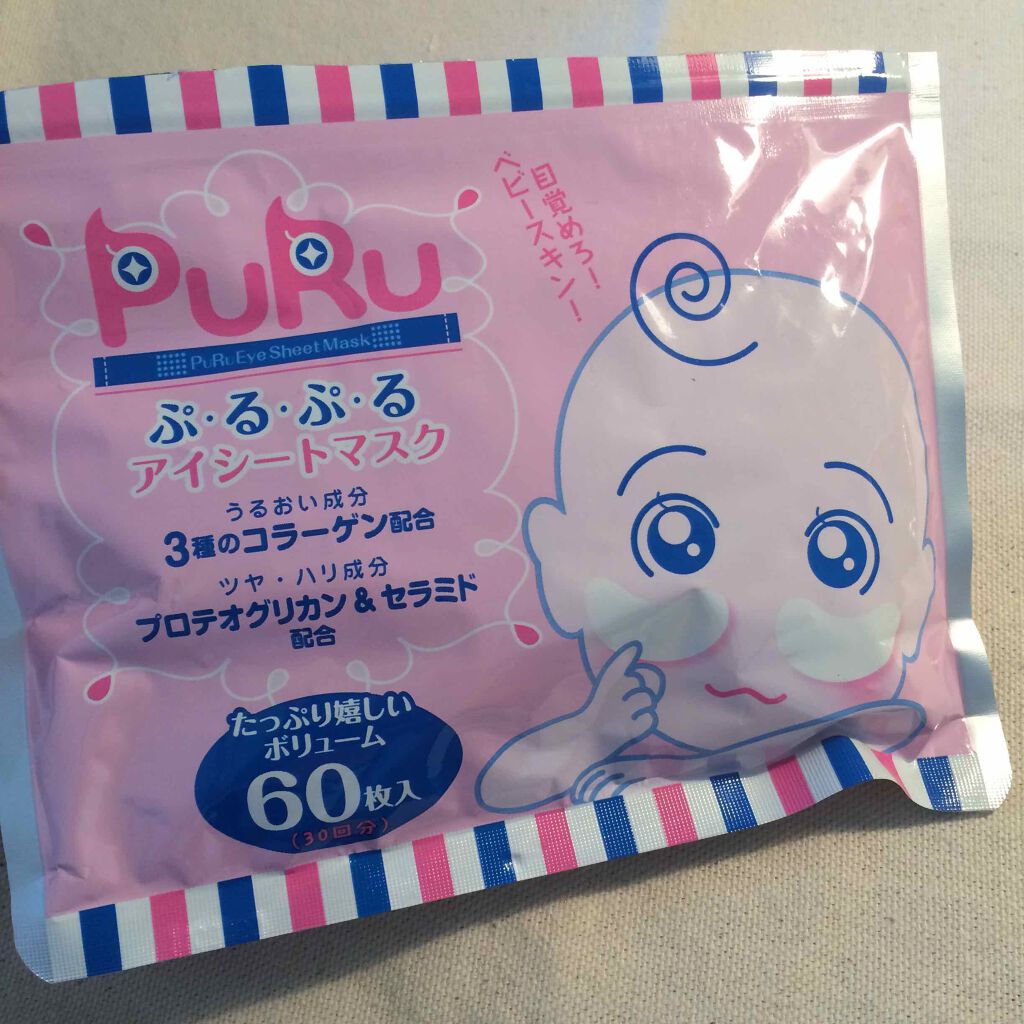 PuRu
PuRu Eye Sheet Mask
ぷ・る・ぷ・る
アイシートマスク
うるおい成分
3種のコラーゲン配合
ツヤ・ハリ成分
プロテオグリカン&セラミド
配合
たっぷり嬉しい
ボリューム
60枚入
(30回分)
目覚めろ!
ベビースキン!